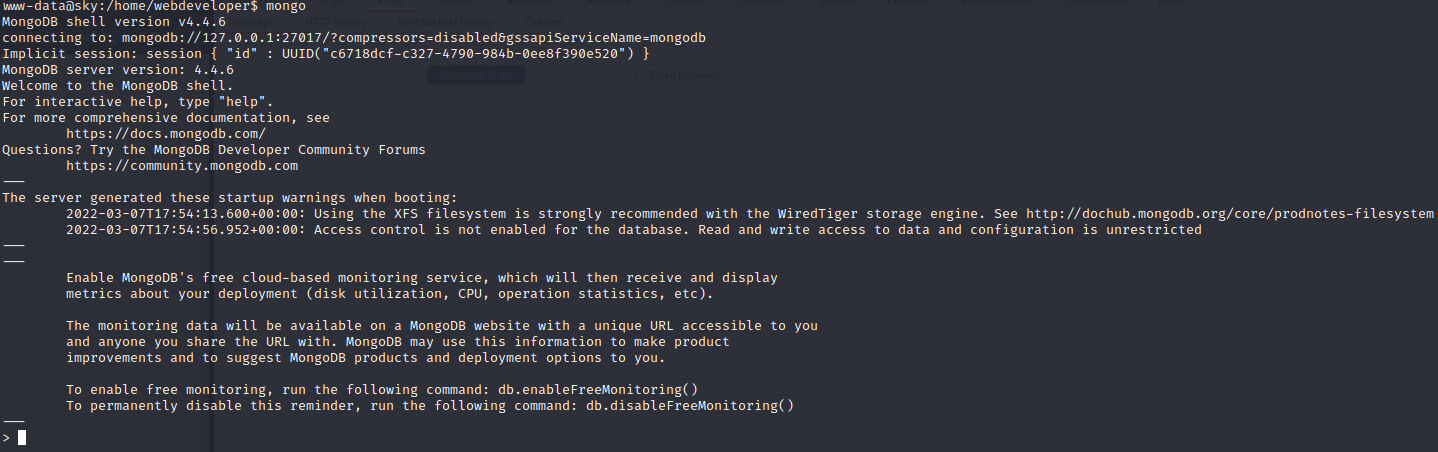 www-data@sky:/home/webdeveloper$ mongo
MongoDB shell version v4.4.6
connecting to: mongodb://127.0.0.1:27017/?compressors=disabled&gssapiServiceName=mongodb
Implicit session: session { "id" : UUID("c6718dcf-c327-4790-984b-0ee8f390e520") }
MongoDB server version: 4.4.6
Welcome to the MongoDB shell.
For interactive help, type "help".
For more comprehensive documentation, see
https://docs.mongodb.com/
Questions? Try the MongoDB Developer Community Forums
https://community.mongodb.com
---
The server generated these startup warnings when booting:
2022-03-07T17:54:13.600+00:00: Using the XFS filesystem is strongly recommended with the WiredTiger storage engine. See http://dochub.mongodb.org/core/prodnotes-filesystem
2022-03-07T17:54:56.952+00:00: Access control is not enabled for the database. Read and write access to data and configuration is unrestricted
---
---
Enable MongoDB's free cloud-based monitoring service, which will then receive and display
metrics about your deployment (disk utilization, CPU, operation statistics, etc).
The monitoring data will be available on a MongoDB website with a unique URL accessible to you
and anyone you share the URL with. MongoDB may use this information to make product
improvements and to suggest MongoDB products and deployment options to you.
To enable free monitoring, run the following command: db.enableFreeMonitoring()
To permanently disable this reminder, run the following command: db.disableFreeMonitoring()
---
>
HTTP history
WebSockets history
Options
Open Browser